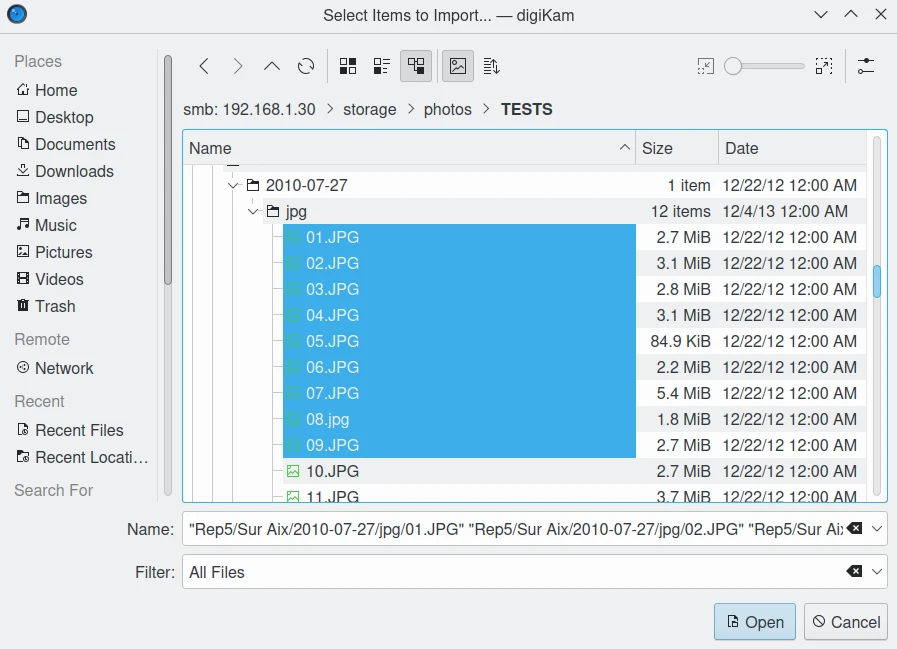 Select Items to Import... — digiKam
Places
Home
Desktop
Documents
Downloads
Images
Music
Pictures
Videos
Trash
Remote
Network
Recent
Recent Files
Recent Locati...
Search For
smb: 192.168.1.30 > storage > photos > TESTS
Name Size Date
2010-07-27 1 item 12/22/12 12:00 AM
jpg 12 items 12/4/13 12:00 AM
01.JPG 2.7 MiB 12/22/12 12:00 AM
02.JPG 3.1 MiB 12/22/12 12:00 AM
03.JPG 2.8 MiB 12/22/12 12:00 AM
04.JPG 3.1 MiB 12/22/12 12:00 AM
05.JPG 84.9 KiB 12/22/12 12:00 AM
06.JPG 2.2 MiB 12/22/12 12:00 AM
07.JPG 5.4 MiB 12/22/12 12:00 AM
08.jpg 1.8 MiB 12/22/12 12:00 AM
09.JPG 2.7 MiB 12/22/12 12:00 AM
10.JPG 2.7 MiB 12/22/12 12:00 AM
11.JPG 3.7 MiB 12/22/12 12:00 AM
Name: "Rep5/Sur Aix/2010-07-27/jpg/01.JPG" "Rep5/Sur Aix/2010-07-27/jpg/02.JPG" "Rep5/Sur Aix
Filter: All Files
Open Cancel